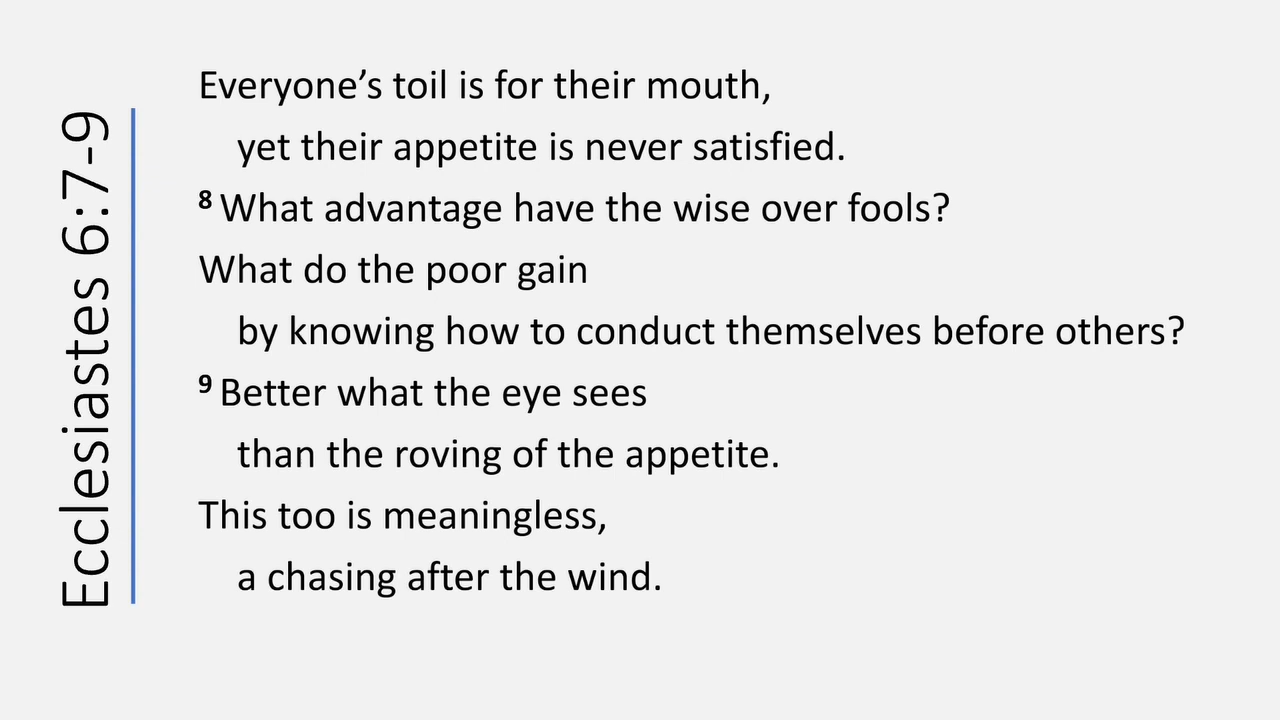 Ecclesiastes 6:7-9
Everyone’s toil is for their mouth,
yet their appetite is never satisfied.
8 What advantage have the wise over fools?
What do the poor gain
by knowing how to conduct themselves before others?
9 Better what the eye sees
than the roving of the appetite.
This too is meaningless,
a chasing after the wind.